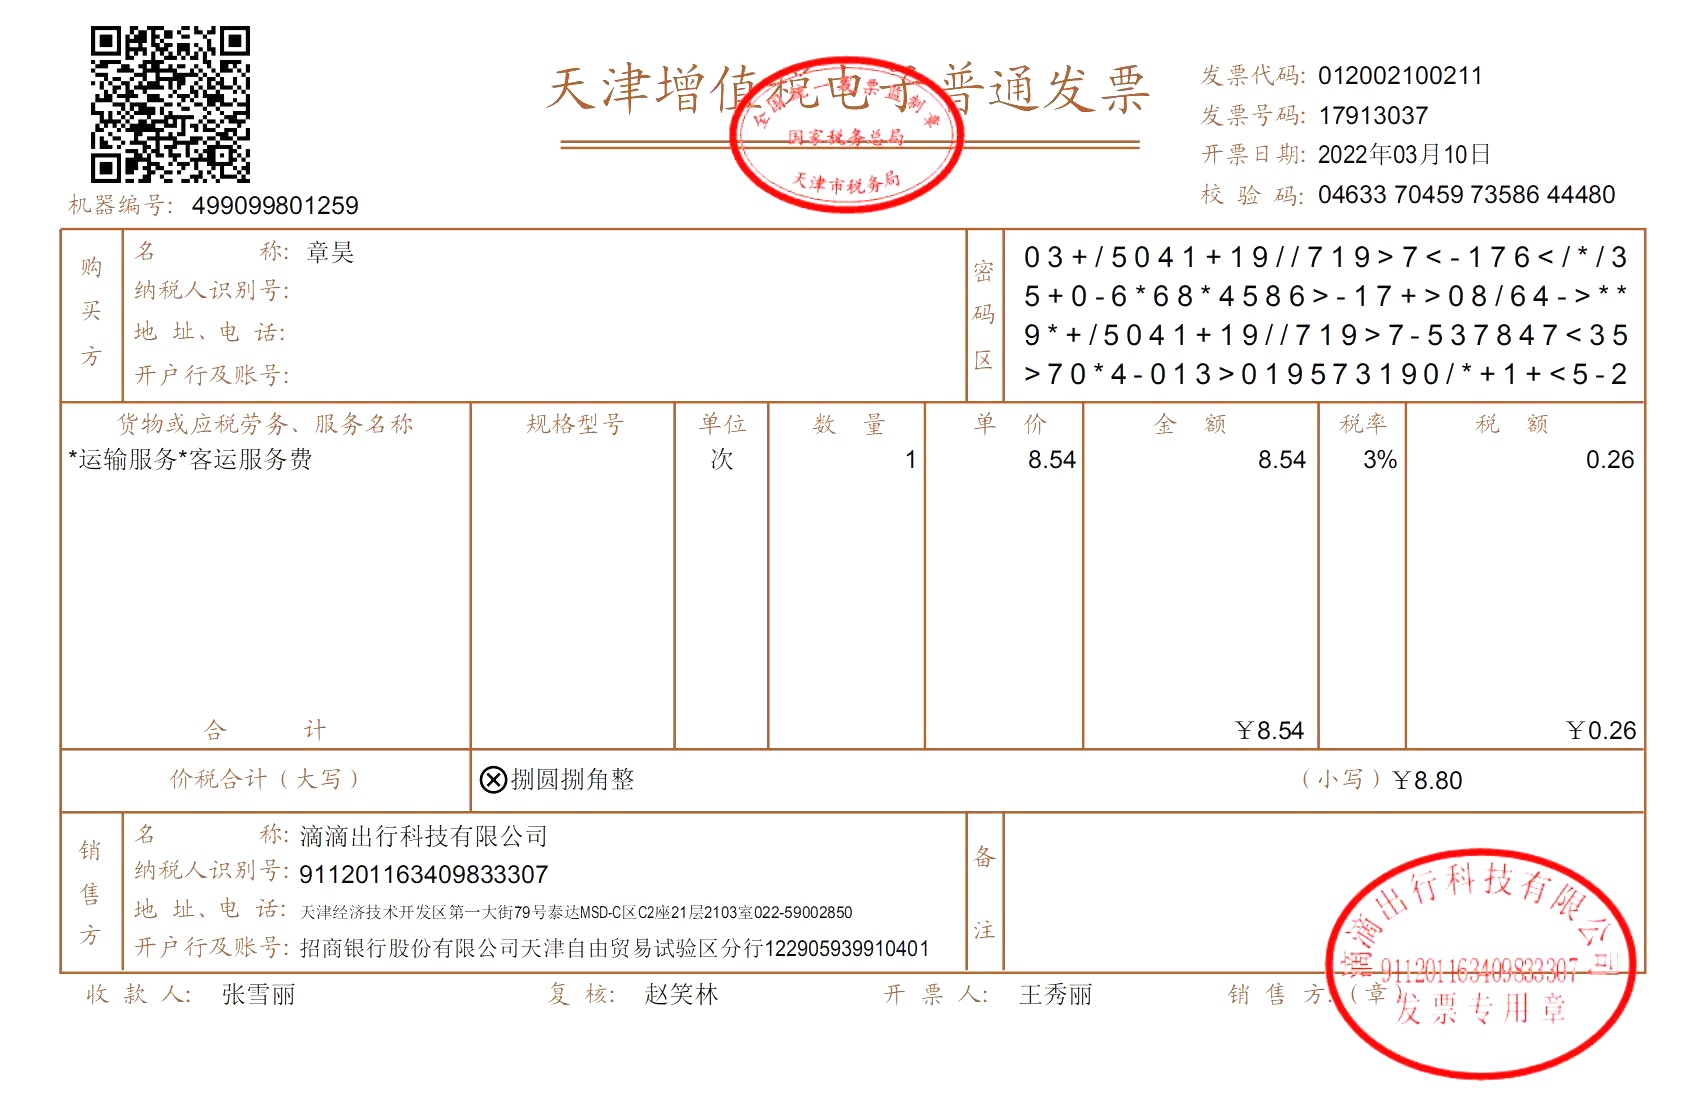 天津增值税电子普通发票
全国统一发票监制章
国家税务总局
天津市税务局
发票代码: 012002100211
发票号码: 17913037
开票日期: 2022年03月10日
校 验 码: 04633 70459 73586 44480
机器编号: 499099801259
购买方
名 称: 章昊
纳税人识别号:
地 址、电 话:
开户行及账号:
密码区
03+/5041+19//719>7<-176</*/3
5+0-6*68*4586>-17+>08/64->**
9*+/5041+19//719>7-537847<35
>70*4-013>019573190/*+1+<5-2
货物或应税劳务、服务名称 规格型号 单位 数 量 单 价 金 额 税率 税 额
*运输服务*客运服务费 次 1 8.54 8.54 3% 0.26
合 计 ￥8.54 ￥0.26
价税合计（大写） ⊗捌圆捌角整 （小写）￥8.80
销售方
名 称: 滴滴出行科技有限公司
纳税人识别号: 911201163409833307
地 址、电 话: 天津经济技术开发区第一大街79号泰达MSD-C区C2座21层2103室022-59002850
开户行及账号: 招商银行股份有限公司天津自由贸易试验区分行122905939910401
备注
收 款 人: 张雪丽 复 核: 赵笑林 开 票 人: 王秀丽 销 售 方:（章）
滴滴出行科技有限公司
911201163409833307
发票专用章